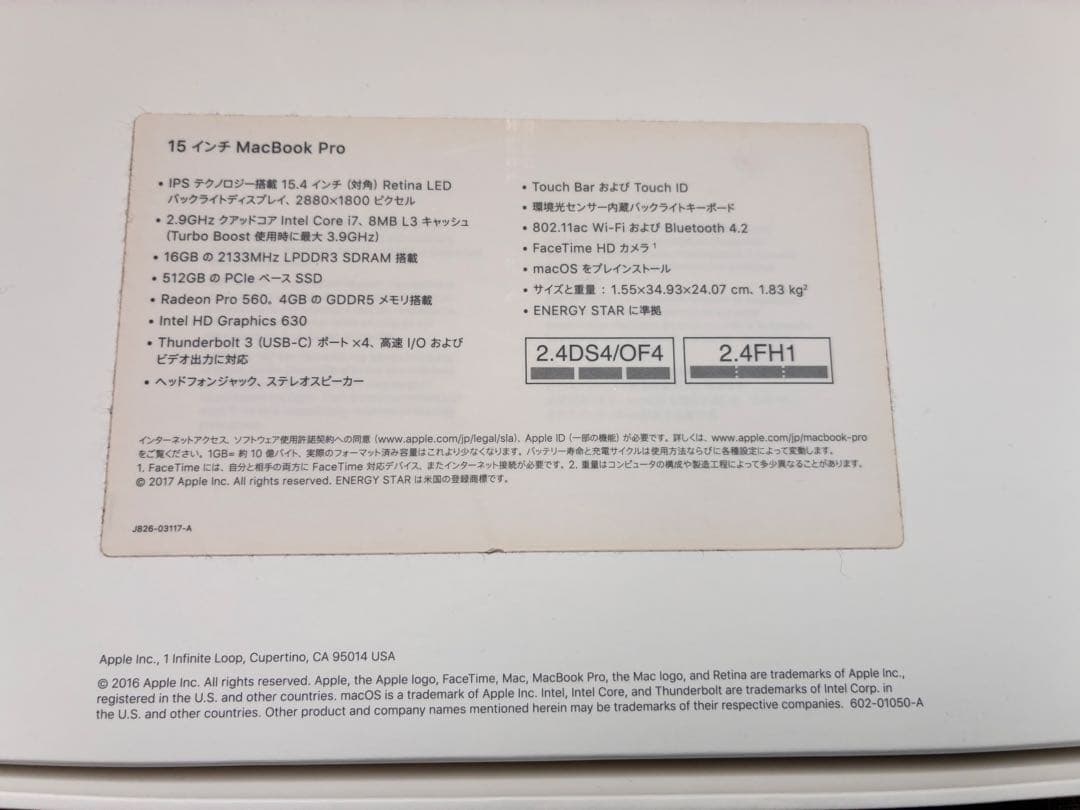 15 インチ MacBook Pro
• IPS テクノロジー搭載 15.4 インチ (対角) Retina LED
バックライトディスプレイ、2880×1800 ピクセル
• 2.9GHz クアッドコア Intel Core i7、8MB L3 キャッシュ
(Turbo Boost 使用時に最大 3.9GHz)
• 16GB の 2133MHz LPDDR3 SDRAM 搭載
• 512GB の PCIe ベース SSD
• Radeon Pro 560。4GB の GDDR5 メモリ搭載
• Intel HD Graphics 630
• Thunderbolt 3 (USB-C) ポート ×4、高速 I/O および
ビデオ出力に対応
• ヘッドフォンジャック、ステレオスピーカー
• Touch Bar および Touch ID
• 環境光センサー内蔵バックライトキーボード
• 802.11ac Wi-Fi および Bluetooth 4.2
• FaceTime HD カメラ¹
• macOS をプレインストール
• サイズと重量：1.55×34.93×24.07 cm、1.83 kg²
• ENERGY STAR に準拠
2.4DS4/OF4
2.4FH1
インターネットアクセス、ソフトウェア使用許諾契約への同意 (www.apple.com/jp/legal/sla)、Apple ID (一部の機能) が必要です。詳しくは、www.apple.com/jp/macbook-pro
をご覧ください。1GB= 約 10 億バイト、実際のフォーマット済み容量はこれより少なくなります。バッテリー寿命と充電サイクルは使用方法ならびに各種設定によって変動します。
1. FaceTime には、自分と相手の両方に FaceTime 対応デバイス、またインターネット接続が必要です。2. 重量はコンピュータの構成や製造工程によって多少異なることがあります。
© 2017 Apple Inc. All rights reserved. ENERGY STAR は米国の登録商標です。
J826-03117-A
Apple Inc., 1 Infinite Loop, Cupertino, CA 95014 USA
© 2016 Apple Inc. All rights reserved. Apple, the Apple logo, FaceTime, Mac, MacBook Pro, the Mac logo, and Retina are trademarks of Apple Inc.,
registered in the U.S. and other countries. macOS is a trademark of Apple Inc. Intel, Intel Core, and Thunderbolt are trademarks of Intel Corp. in
the U.S. and other countries. Other product and company names mentioned herein may be trademarks of their respective companies. 602-01050-A